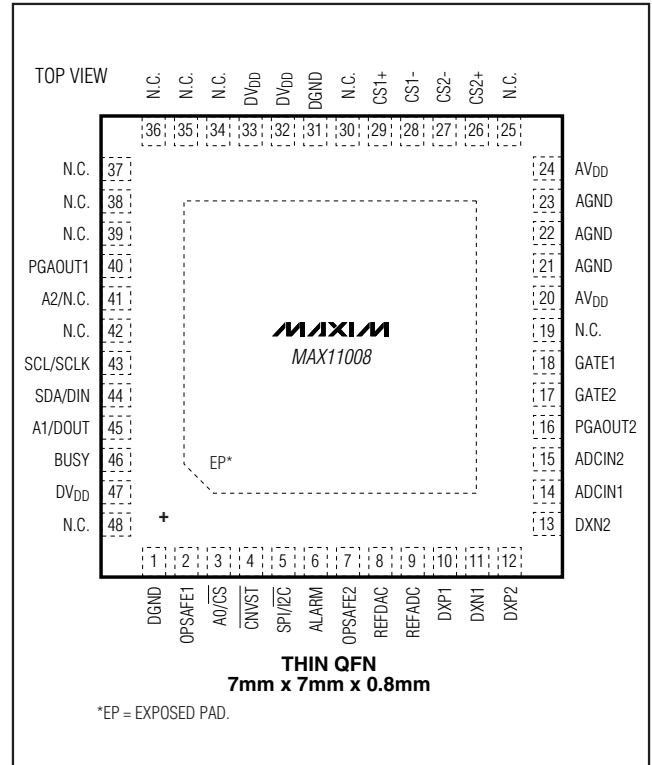 TOP VIEW
N.C. N.C. N.C. DVDD DVDD DGND N.C. CS1+ CS1- CS2- CS2+ N.C.
36 35 34 33 32 31 30 29 28 27 26 25
N.C. 37 24 AVDD
N.C. 38 23 AGND
N.C. 39 22 AGND
PGAOUT1 40 21 AGND
A2/N.C. 41 20 AVDD
N.C. 42 MAXIM 19 N.C.
SCL/SCLK 43 MAX11008 18 GATE1
SDA/DIN 44 17 GATE2
A1/DOUT 45 16 PGAOUT2
BUSY 46 EP* 15 ADCIN2
DVDD 47 14 ADCIN1
N.C. 48 + 13 DXN2
1 2 3 4 5 6 7 8 9 10 11 12
DGND OPSAFE1 A0/CS CNVST SPI/I2C ALARM OPSAFE2 REFDAC REFADC DXP1 DXN1 DXP2
THIN QFN
7mm x 7mm x 0.8mm
*EP = EXPOSED PAD.